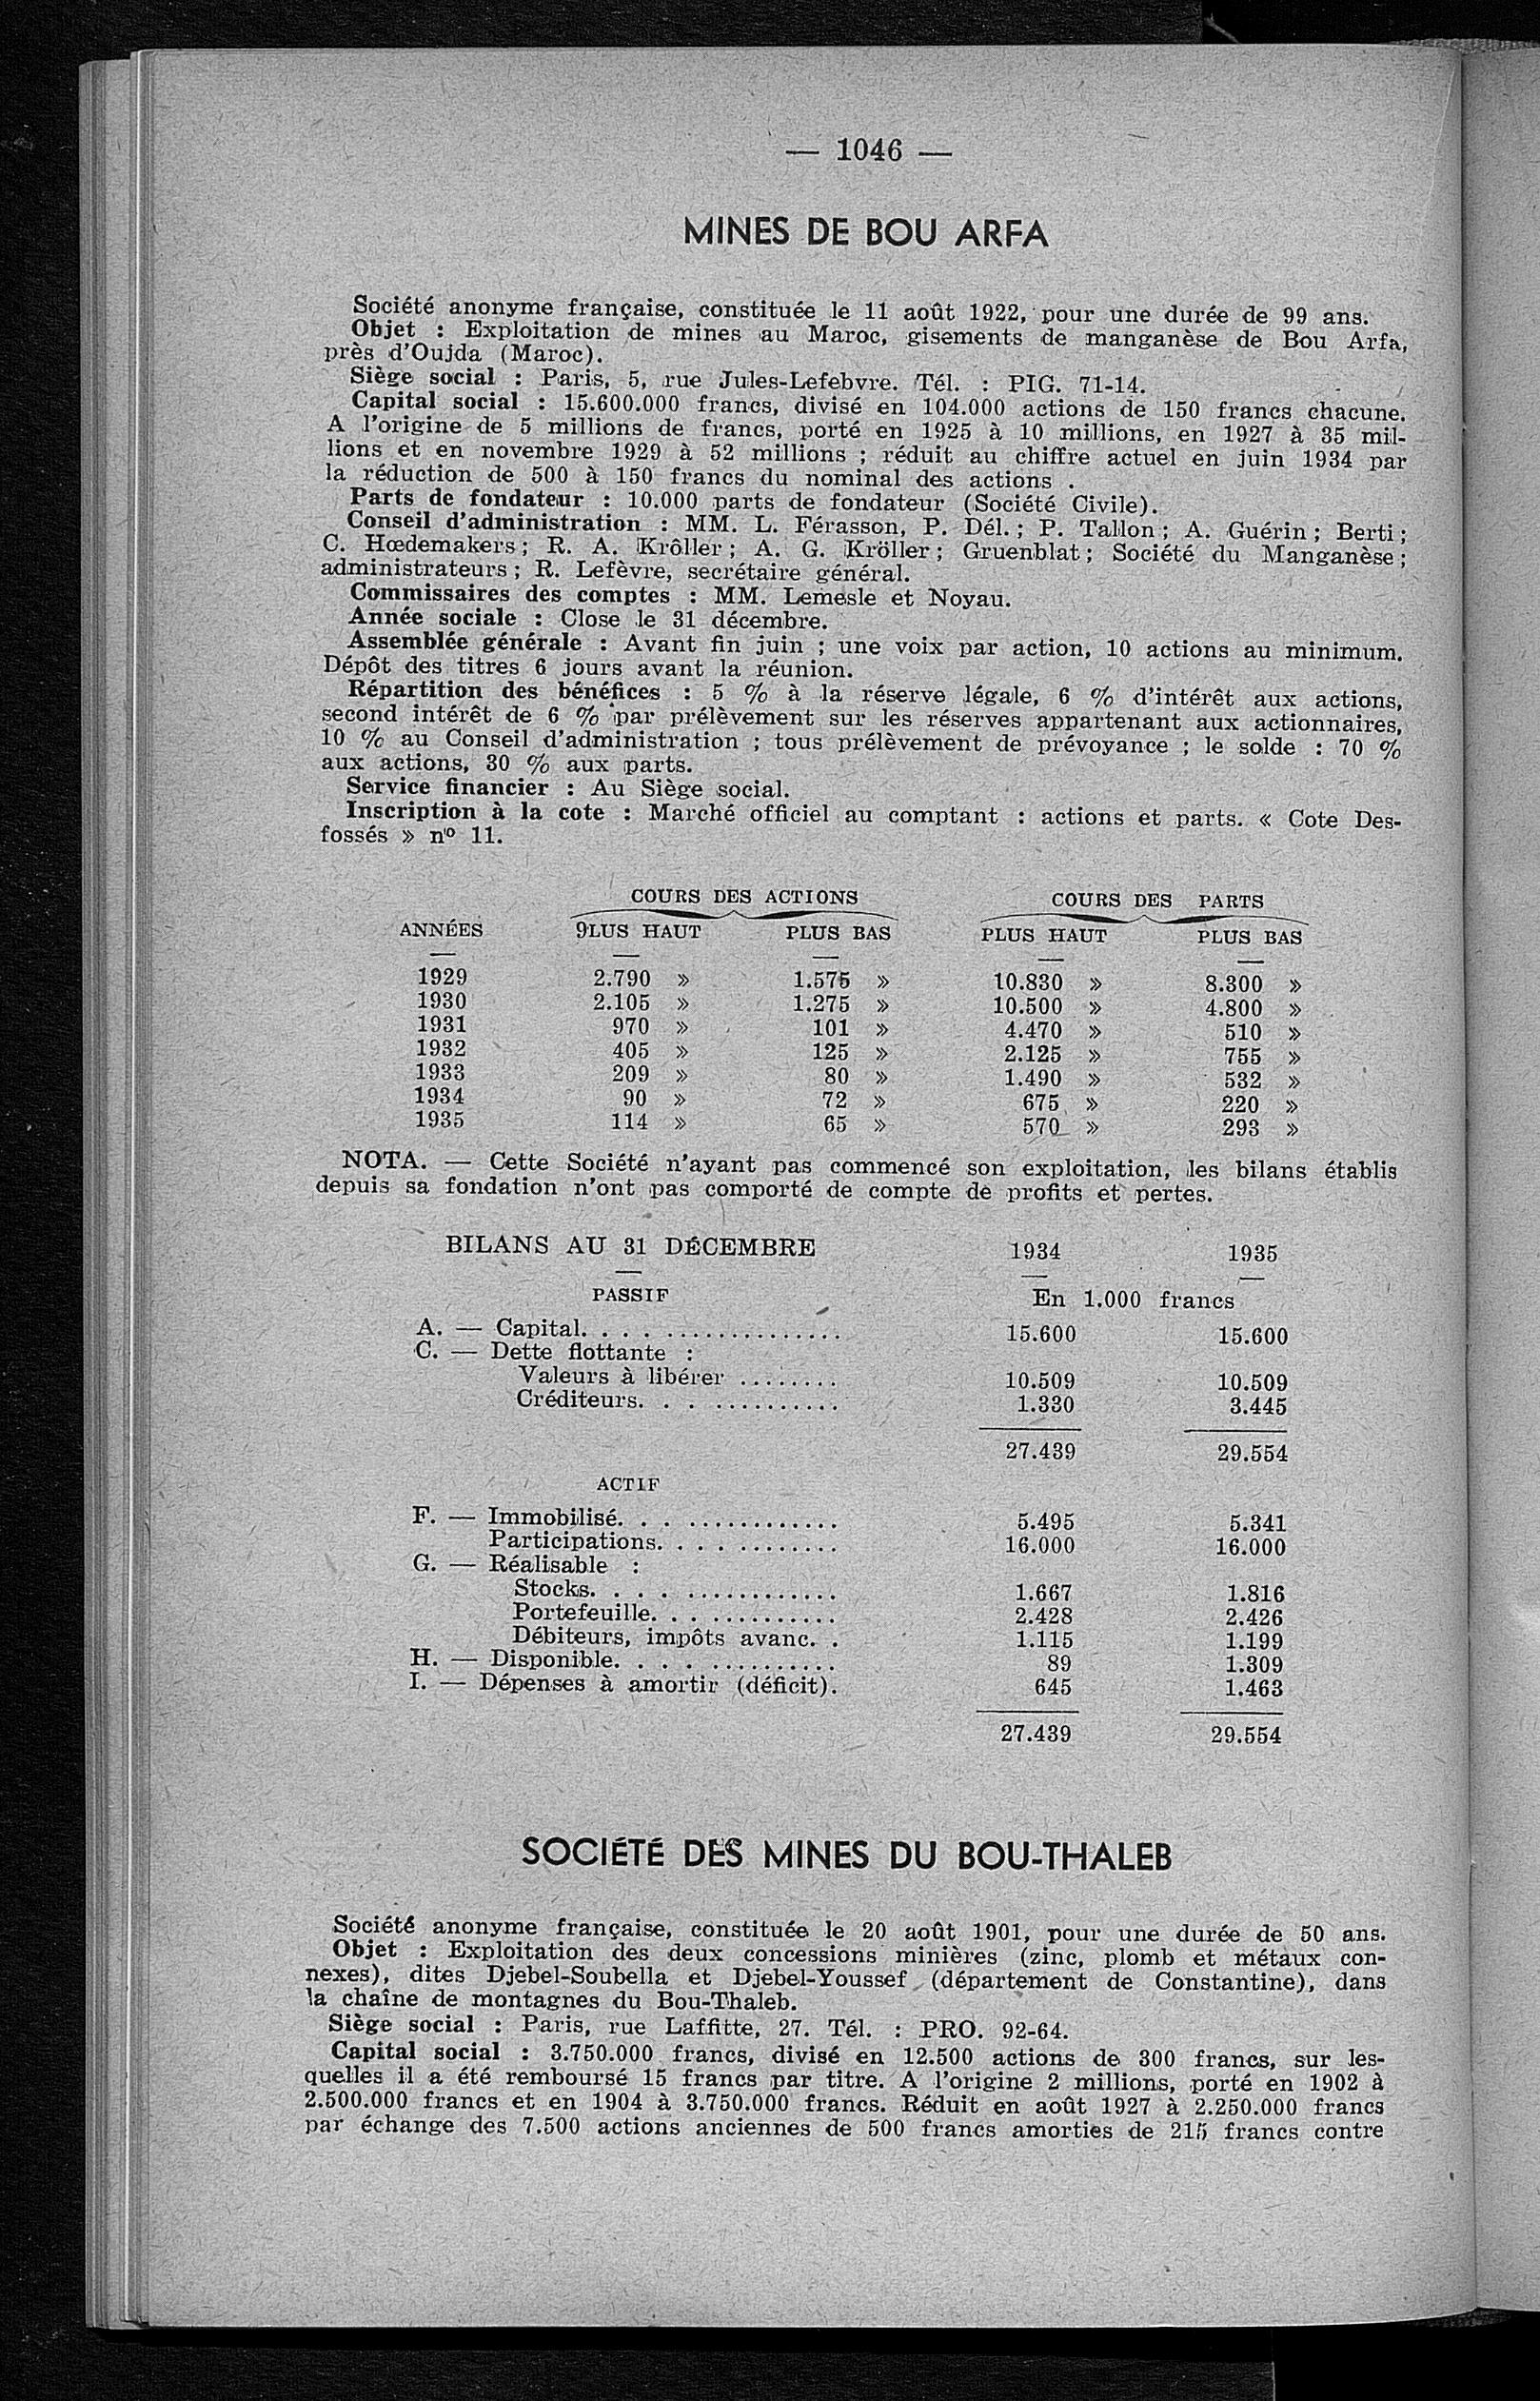 — 1046 —
MINES DE BOU ARFA
Société anonyme française, constituée le 11 août 1922, pour une durée de 99 ans.
Objet : Exploitation de mines au Maroc, gisements de manganèse de Bou Arfa,
près d'Oujda (Maroc).
Siège social : Paris, 5, rue Jules-Lefebvre. Tél. : PIG. 71-14.
Capital social : 15.600.000 francs, divisé en 104.000 actions de 150 francs chacune.
A l'origine de 5 millions de francs, porté en 1925 à 10 millions, en 1927 à 35 mil-
lions et en novembre 1929 à 52 millions ; réduit au chiffre actuel en juin 1934 par
la réduction de 500 à 150 francs du nominal des actions .
Parts de fondateur : 10.000 parts de fondateur (Société Civile).
Conseil d'administration : MM. L. Férasson, P. Dél. ; P. Tallon ; A. Guérin ; Berti ;
C. Hœdemakers ; R. A. Krôller ; A. G. Kröller ; Gruenblat ; Société du Manganèse ;
administrateurs ; R. Lefèvre, secrétaire général.
Commissaires des comptes : MM. Lemesle et Noyau.
Année sociale : Close le 31 décembre.
Assemblée générale : Avant fin juin ; une voix par action, 10 actions au minimum.
Dépôt des titres 6 jours avant la réunion.
Répartition des bénéfices : 5 % à la réserve légale, 6 % d'intérêt aux actions,
second intérêt de 6 % par prélèvement sur les réserves appartenant aux actionnaires,
10 % au Conseil d'administration ; tous prélèvement de prévoyance ; le solde : 70 %
aux actions, 30 % aux parts.
Service financier : Au Siège social.
Inscription à la cote : Marché officiel au comptant : actions et parts. « Cote Des-
fossés » nº 11.
COURS DES ACTIONS COURS DES PARTS
ANNÉES 9LUS HAUT PLUS BAS PLUS HAUT PLUS BAS
1929 2.790 » 1.575 » 10.830 » 8.300 »
1930 2.105 » 1.275 » 10.500 » 4.800 »
1931 970 » 101 » 4.470 » 510 »
1932 405 » 125 » 2.125 » 755 »
1933 209 » 80 » 1.490 » 532 »
1934 90 » 72 » 675 » 220 »
1935 114 » 65 » 570 » 293 »
NOTA. — Cette Société n'ayant pas commencé son exploitation, les bilans établis
depuis sa fondation n'ont pas comporté de compte de profits et pertes.
BILANS AU 31 DÉCEMBRE 1934 1935
PASSIF En 1.000 francs
A. — Capital. . . . . . . . . . . . . . . . . . . 15.600 15.600
C. — Dette flottante :
Valeurs à libérer . . . . . . . . 10.509 10.509
Créditeurs. . . . . . . . . . . . . . 1.330 3.445
27.439 29.554
ACTIF
F. — Immobilisé. . . . . . . . . . . . . . . . 5.495 5.341
Participations. . . . . . . . . . . . . 16.000 16.000
G. — Réalisable :
Stocks. . . . . . . . . . . . . . . . . 1.667 1.816
Portefeuille. . . . . . . . . . . . . 2.428 2.426
Débiteurs, impôts avanc. . 1.115 1.199
H. — Disponible. . . . . . . . . . . . . . . 89 1.309
I. — Dépenses à amortir (déficit). 645 1.463
27.439 29.554
SOCIÉTÉ DES MINES DU BOU-THALEB
Société anonyme française, constituée le 20 août 1901, pour une durée de 50 ans.
Objet : Exploitation des deux concessions minières (zinc, plomb et métaux con-
nexes), dites Djebel-Soubella et Djebel-Youssef (département de Constantine), dans
la chaîne de montagnes du Bou-Thaleb.
Siège social : Paris, rue Laffitte, 27. Tél. : PRO. 92-64.
Capital social : 3.750.000 francs, divisé en 12.500 actions de 300 francs, sur les-
quelles il a été remboursé 15 francs par titre. A l'origine 2 millions, porté en 1902 à
2.500.000 francs et en 1904 à 3.750.000 francs. Réduit en août 1927 à 2.250.000 francs
par échange des 7.500 actions anciennes de 500 francs amorties de 215 francs contre